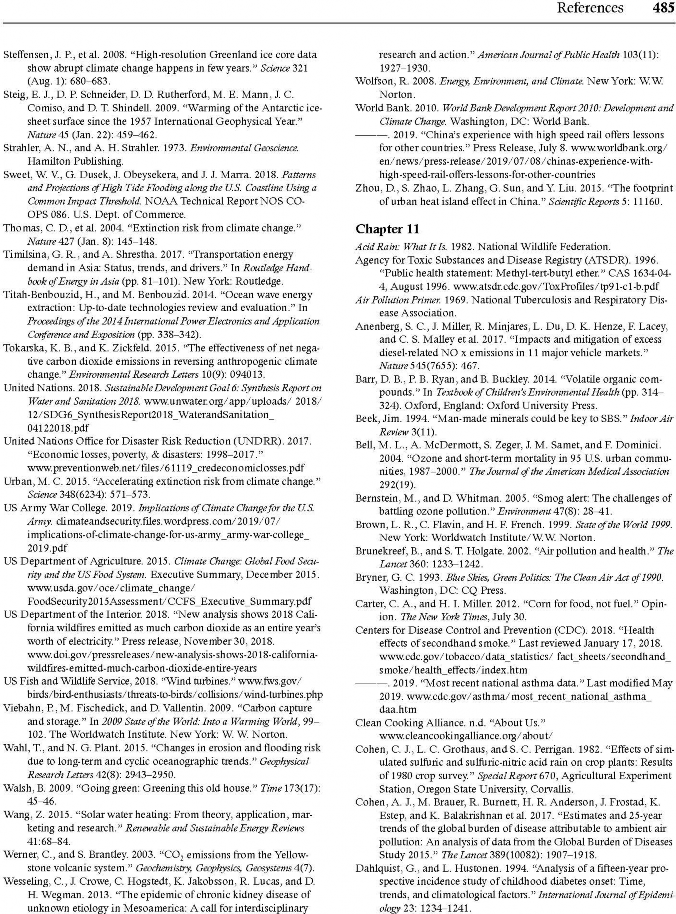 References 485
Steffensen, J. P., et al. 2008. “High-resolution Greenland ice core data
show abrupt climate change happens in few years.” Science 321
(Aug. 1): 680–683.
Steig, E. J., D. P. Schneider, D. D. Rutherford, M. E. Mann, J. C.
Comiso, and D. T. Shindell. 2009. “Warming of the Antarctic ice-
sheet surface since the 1957 International Geophysical Year.”
Nature 45 (Jan. 22): 459–462.
Strahler, A. N., and A. H. Strahler. 1973. Environmental Geoscience.
Hamilton Publishing.
Sweet, W. V., G. Dusek, J. Obeysekera, and J. J. Marra. 2018. Patterns
and Projections of High Tide Flooding along the U.S. Coastline Using a
Common Impact Threshold. NOAA Technical Report NOS CO-
OPS 086. U.S. Dept. of Commerce.
Thomas, C. D., et al. 2004. “Extinction risk from climate change.”
Nature 427 (Jan. 8): 145–148.
Timilsina, G. R., and A. Shrestha. 2017. “Transportation energy
demand in Asia: Status, trends, and drivers.” In Routledge Hand-
book of Energy in Asia (pp. 81–101). New York: Routledge.
Titah-Benbouzid, H., and M. Benbouzid. 2014. “Ocean wave energy
extraction: Up-to-date technologies review and evaluation.” In
Proceedings of the 2014 International Power Electronics and Application
Conference and Exposition (pp. 338–342).
Tokarska, K. B., and K. Zickfeld. 2015. “The effectiveness of net nega-
tive carbon dioxide emissions in reversing anthropogenic climate
change.” Environmental Research Letters 10(9): 094013.
United Nations. 2018. Sustainable Development Goal 6: Synthesis Report on
Water and Sanitation 2018. www.unwater.org/app/uploads/ 2018/
12/SDG6_SynthesisReport2018_WaterandSanitation_
04122018.pdf
United Nations Office for Disaster Risk Reduction (UNDRR). 2017.
“Economic losses, poverty, & disasters: 1998–2017.”
www.preventionweb.net/files/61119_credeconomiclosses.pdf
Urban, M. C. 2015. “Accelerating extinction risk from climate change.”
Science 348(6234): 571–573.
US Army War College. 2019. Implications of Climate Change for the U.S.
Army. climateandsecurity.files.wordpress.com/2019/07/
implications-of-climate-change-for-us-army_army-war-college_
2019.pdf
US Department of Agriculture. 2015. Climate Change: Global Food Secu-
rity and the US Food System. Executive Summary, December 2015.
www.usda.gov/oce/climate_change/
FoodSecurity2015Assessment/CCFS_Executive_Summary.pdf
US Department of the Interior. 2018. “New analysis shows 2018 Cali-
fornia wildfires emitted as much carbon dioxide as an entire year’s
worth of electricity.” Press release, November 30, 2018.
www.doi.gov/pressreleases/new-analysis-shows-2018-california-
wildfires-emitted-much-carbon-dioxide-entire-years
US Fish and Wildlife Service, 2018. “Wind turbines.” www.fws.gov/
birds/bird-enthusiasts/threats-to-birds/collisions/wind-turbines.php
Viebahn, P., M. Fischedick, and D. Vallentin. 2009. “Carbon capture
and storage.” In 2009 State of the World: Into a Warming World, 99–
102. The Worldwatch Institute. New York: W. W. Norton.
Wahl, T., and N. G. Plant. 2015. “Changes in erosion and flooding risk
due to long-term and cyclic oceanographic trends.” Geophysical
Research Letters 42(8): 2943–2950.
Walsh, B. 2009. “Going green: Greening this old house.” Time 173(17):
45–46.
Wang, Z. 2015. “Solar water heating: From theory, application, mar-
keting and research.” Renewable and Sustainable Energy Reviews
41:68–84.
Werner, C., and S. Brantley. 2003. “CO2 emissions from the Yellow-
stone volcanic system.” Geochemistry, Geophysics, Geosystems 4(7).
Wesseling, C., J. Crowe, C. Hogstedt, K. Jakobsson, R. Lucas, and D.
H. Wegman. 2013. “The epidemic of chronic kidney disease of
unknown etiology in Mesoamerica: A call for interdisciplinary
research and action.” American Journal of Public Health 103(11):
1927–1930.
Wolfson, R. 2008. Energy, Environment, and Climate. New York: W.W.
Norton.
World Bank. 2010. World Bank Development Report 2010: Development and
Climate Change. Washington, DC: World Bank.
———. 2019. “China’s experience with high speed rail offers lessons
for other countries.” Press Release, July 8. www.worldbank.org/
en/news/press-release/2019/07/08/chinas-experience-with-
high-speed-rail-offers-lessons-for-other-countries
Zhou, D., S. Zhao, L. Zhang, G. Sun, and Y. Liu. 2015. “The footprint
of urban heat island effect in China.” Scientific Reports 5: 11160.
Chapter 11
Acid Rain: What It Is. 1982. National Wildlife Federation.
Agency for Toxic Substances and Disease Registry (ATSDR). 1996.
“Public health statement: Methyl-tert-butyl ether.” CAS 1634-04-
4, August 1996. www.atsdr.cdc.gov/ToxProfiles/tp91-c1-b.pdf
Air Pollution Primer. 1969. National Tuberculosis and Respiratory Dis-
ease Association.
Anenberg, S. C., J. Miller, R. Minjares, L. Du, D. K. Henze, F. Lacey,
and C. S. Malley et al. 2017. “Impacts and mitigation of excess
diesel-related NO x emissions in 11 major vehicle markets.”
Nature 545(7655): 467.
Barr, D. B., P. B. Ryan, and B. Buckley. 2014. “Volatile organic com-
pounds.” In Textbook of Children’s Environmental Health (pp. 314–
324). Oxford, England: Oxford University Press.
Beek, Jim. 1994. “Man-made minerals could be key to SBS.” Indoor Air
Review 3(11).
Bell, M. L., A. McDermott, S. Zeger, J. M. Samet, and F. Dominici.
2004. “Ozone and short-term mortality in 95 U.S. urban commu-
nities, 1987–2000.” The Journal of the American Medical Association
292(19).
Bernstein, M., and D. Whitman. 2005. “Smog alert: The challenges of
battling ozone pollution.” Environment 47(8): 28–41.
Brown, L. R., C. Flavin, and H. F. French. 1999. State of the World 1999.
New York: Worldwatch Institute/W.W. Norton.
Brunekreef, B., and S. T. Holgate. 2002. “Air pollution and health.” The
Lancet 360: 1233–1242.
Bryner, G. C. 1993. Blue Skies, Green Politics: The Clean Air Act of 1990.
Washington, DC: CQ Press.
Carter, C. A., and H. I. Miller. 2012. “Corn for food, not fuel.” Opin-
ion. The New York Times, July 30.
Centers for Disease Control and Prevention (CDC). 2018. “Health
effects of secondhand smoke.” Last reviewed January 17, 2018.
www.cdc.gov/tobacco/data_statistics/ fact_sheets/secondhand_
smoke/health_effects/index.htm
———. 2019. “Most recent national asthma data.” Last modified May
2019. www.cdc.gov/asthma/most_recent_national_asthma_
daa.htm
Clean Cooking Alliance. n.d. “About Us.”
www.cleancookingalliance.org/about/
Cohen, C. J., L. C. Grothaus, and S. C. Perrigan. 1982. “Effects of sim-
ulated sulfuric and sulfuric-nitric acid rain on crop plants: Results
of 1980 crop survey.” Special Report 670, Agricultural Experiment
Station, Oregon State University, Corvallis.
Cohen, A. J., M. Brauer, R. Burnett, H. R. Anderson, J. Frostad, K.
Estep, and K. Balakrishnan et al. 2017. “Estimates and 25-year
trends of the global burden of disease attributable to ambient air
pollution: An analysis of data from the Global Burden of Diseases
Study 2015.” The Lancet 389(10082): 1907–1918.
Dahlquist, G., and L. Hustonen. 1994. “Analysis of a fifteen-year pro-
spective incidence study of childhood diabetes onset: Time,
trends, and climatological factors.” International Journal of Epidemi-
ology 23: 1234–1241.